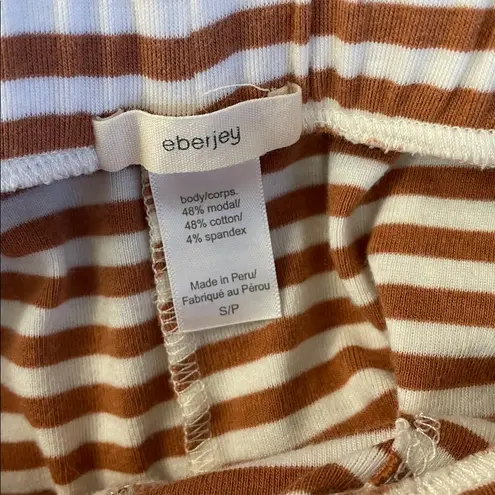 eberjey
body/corps.
48% modal/
48% cotton/
4% spandex
Made in Peru/
Fabriqué au Pérou
S/P